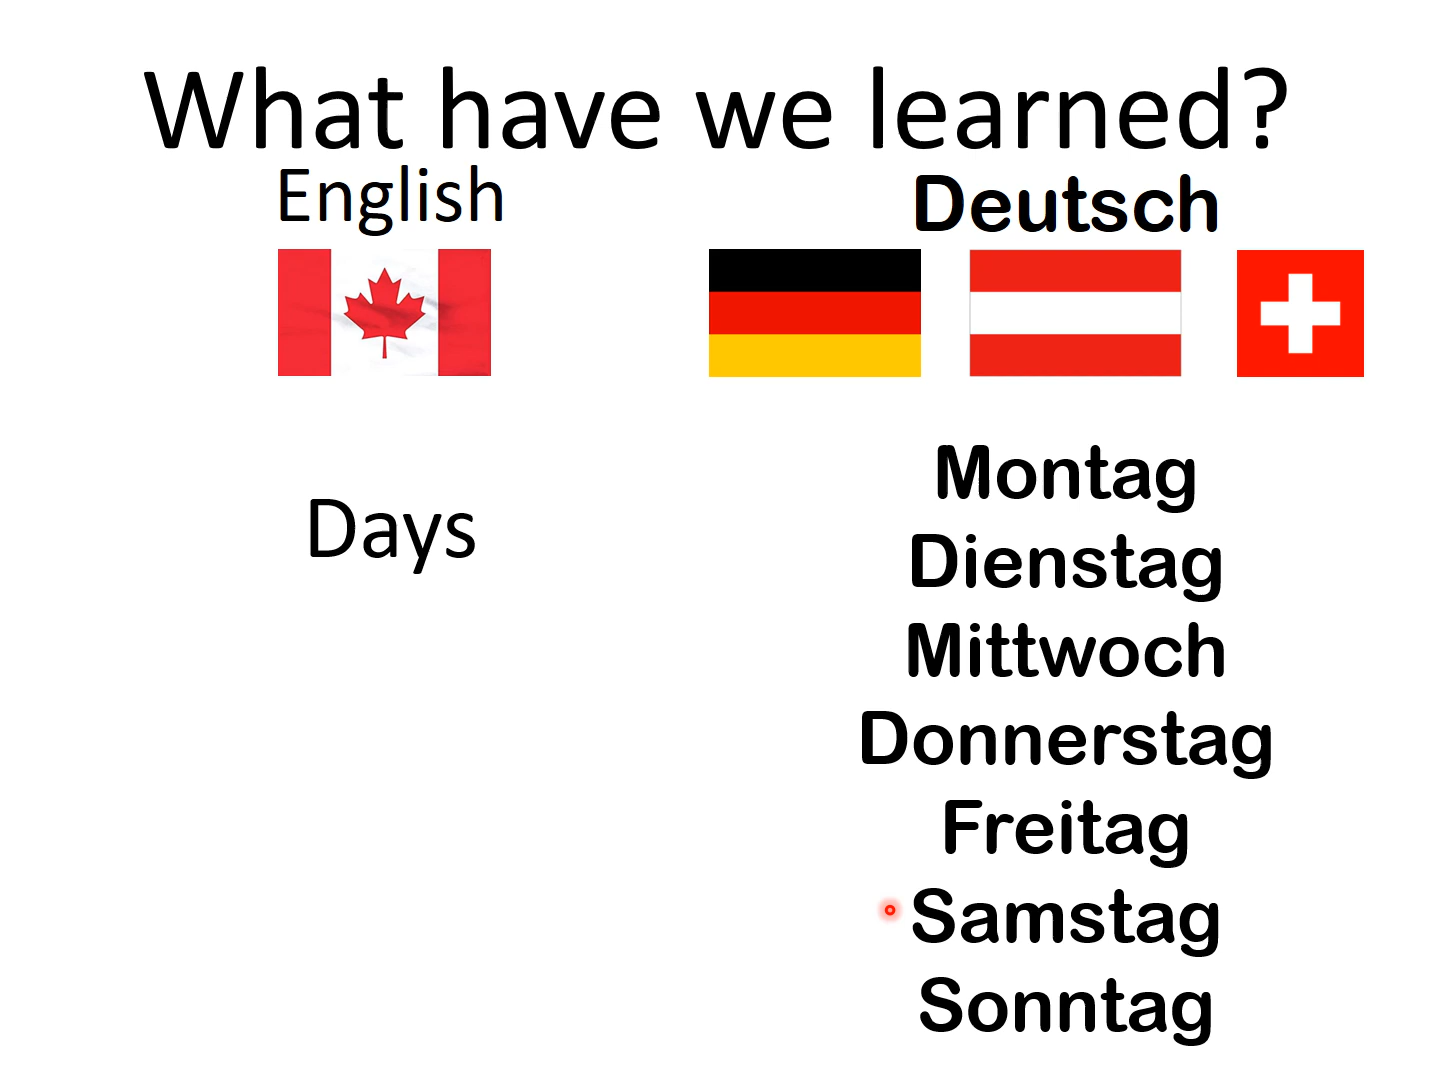 What have we learned?
English
Deutsch
Days
Montag
Dienstag
Mittwoch
Donnerstag
Freitag
Samstag
Sonntag